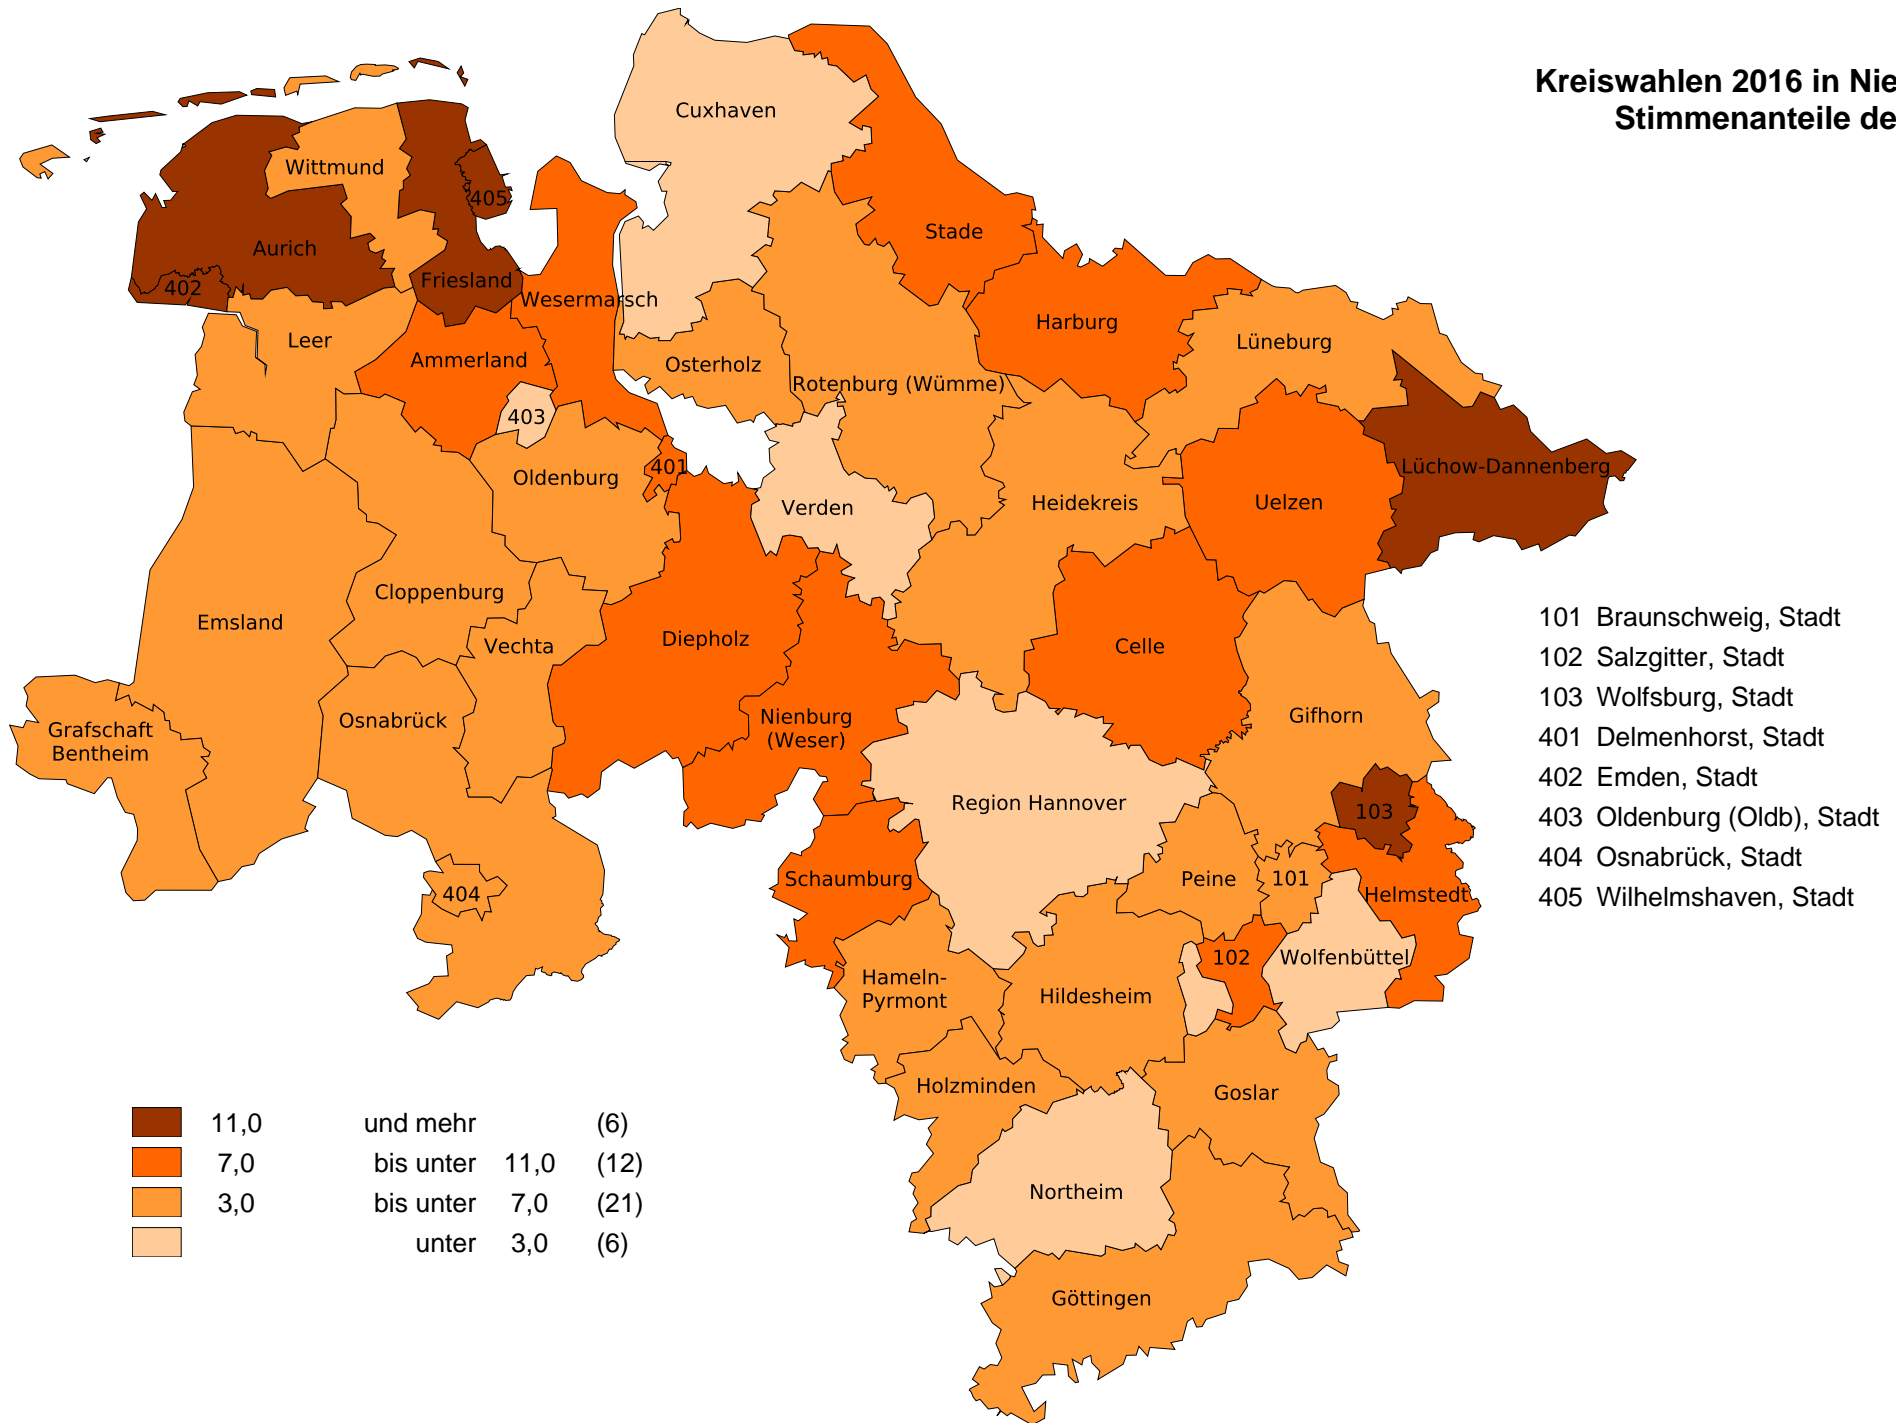 Kreiswahlen 2016 in Nie
Stimmenanteile de
Cuxhaven
Wittmund
405
Stade
Aurich
Friesland
402
Wesermarsch
Harburg
Leer
Lüneburg
Ammerland
Osterholz
Rotenburg (Wümme)
403
Lüchow-Dannenberg
401
Oldenburg
Verden
Heidekreis
Uelzen
Cloppenburg
Emsland
Diepholz
Vechta
Celle
Osnabrück
Nienburg
(Weser)
Gifhorn
Grafschaft
Bentheim
Region Hannover
103
Schaumburg
Peine
101
404
Helmstedt
102
Wolfenbüttel
Hameln-
Pyrmont
Hildesheim
Holzminden
Goslar
Northeim
Göttingen
101 Braunschweig, Stadt
102 Salzgitter, Stadt
103 Wolfsburg, Stadt
401 Delmenhorst, Stadt
402 Emden, Stadt
403 Oldenburg (Oldb), Stadt
404 Osnabrück, Stadt
405 Wilhelmshaven, Stadt
11,0 und mehr (6)
7,0 bis unter 11,0 (12)
3,0 bis unter 7,0 (21)
unter 3,0 (6)